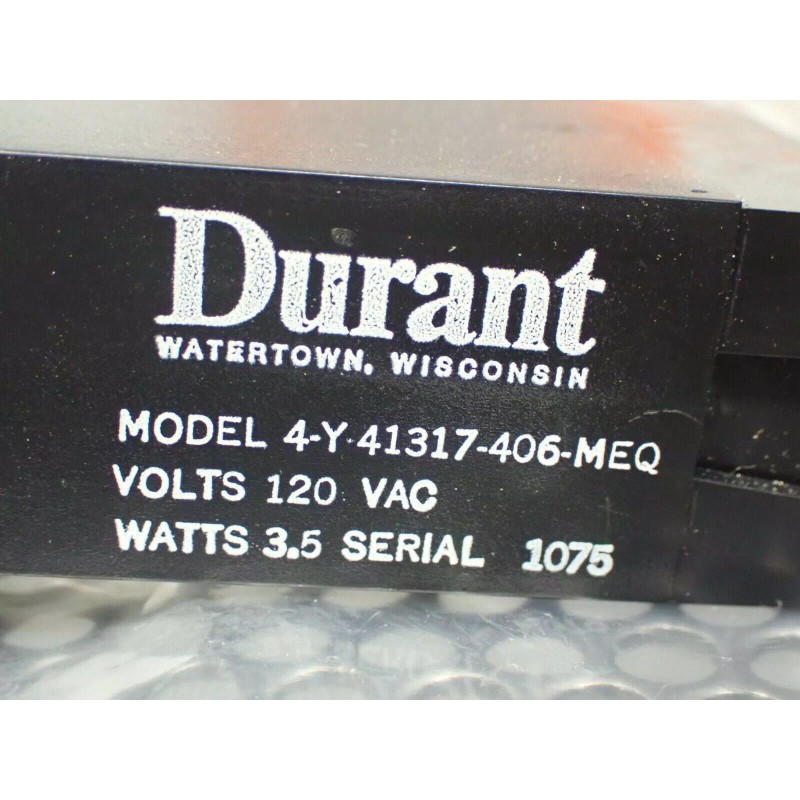 Durant
WATERTOWN, WISCONSIN
MODEL 4-Y-41317-406-MEQ
VOLTS 120 VAC
WATTS 3.5 SERIAL 1075